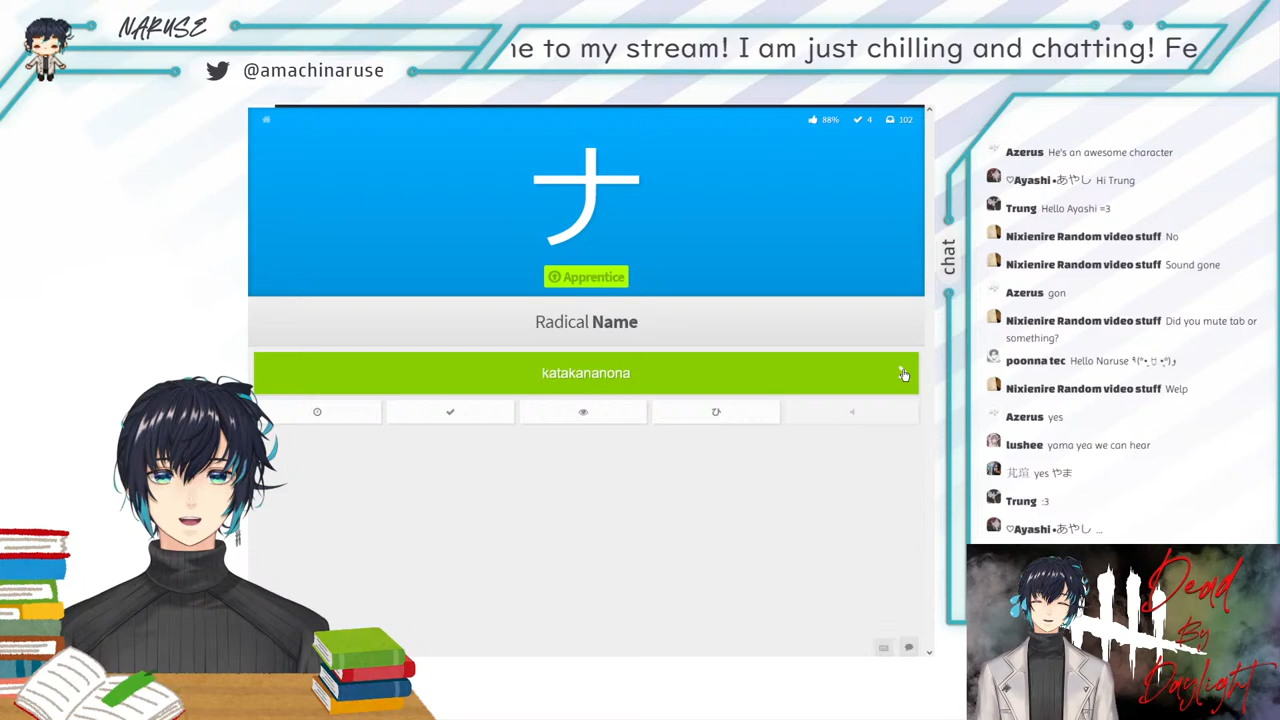 NARUSE
@amachinaruse
ne to my stream! I am just chilling and chatting! Fe
88%
4
102
ナ
Apprentice
Radical Name
katakananona
ひ
chat
Azerus He's an awesome character
♡Ayashi•あやし Hi Trung
Trung Hello Ayashi =3
Nixienire Random video stuff No
Nixienire Random video stuff Sound gone
Azerus gon
Nixienire Random video stuff Did you mute tab or
something?
poonna tec Hello Naruse
Nixienire Random video stuff Welp
Azerus yes
lushee yama yea we can hear
yes やま
Trung :3
♡Ayashi•あやし ...
Dead
By
Daylight